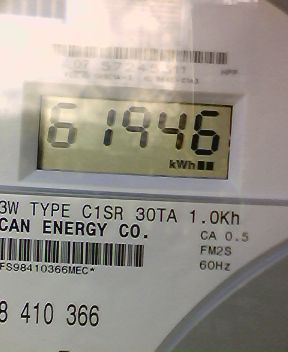 61946
kWh
3W TYPE C1SR 30TA 1.0Kh
CAN ENERGY CO.
CA 0.5
FM2S
60Hz
FS98410366MEC*
8 410 366